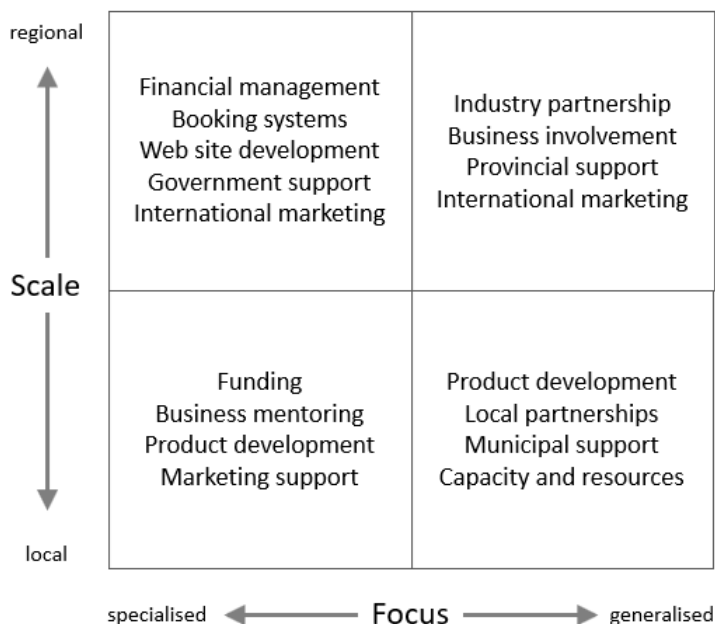 regional
Financial management
Booking systems
Web site development
Government support
International marketing
Industry partnership
Business involvement
Provincial support
International marketing
Scale
Funding
Business mentoring
Product development
Marketing support
Product development
Local partnerships
Municipal support
Capacity and resources
local
specialised Focus generalised